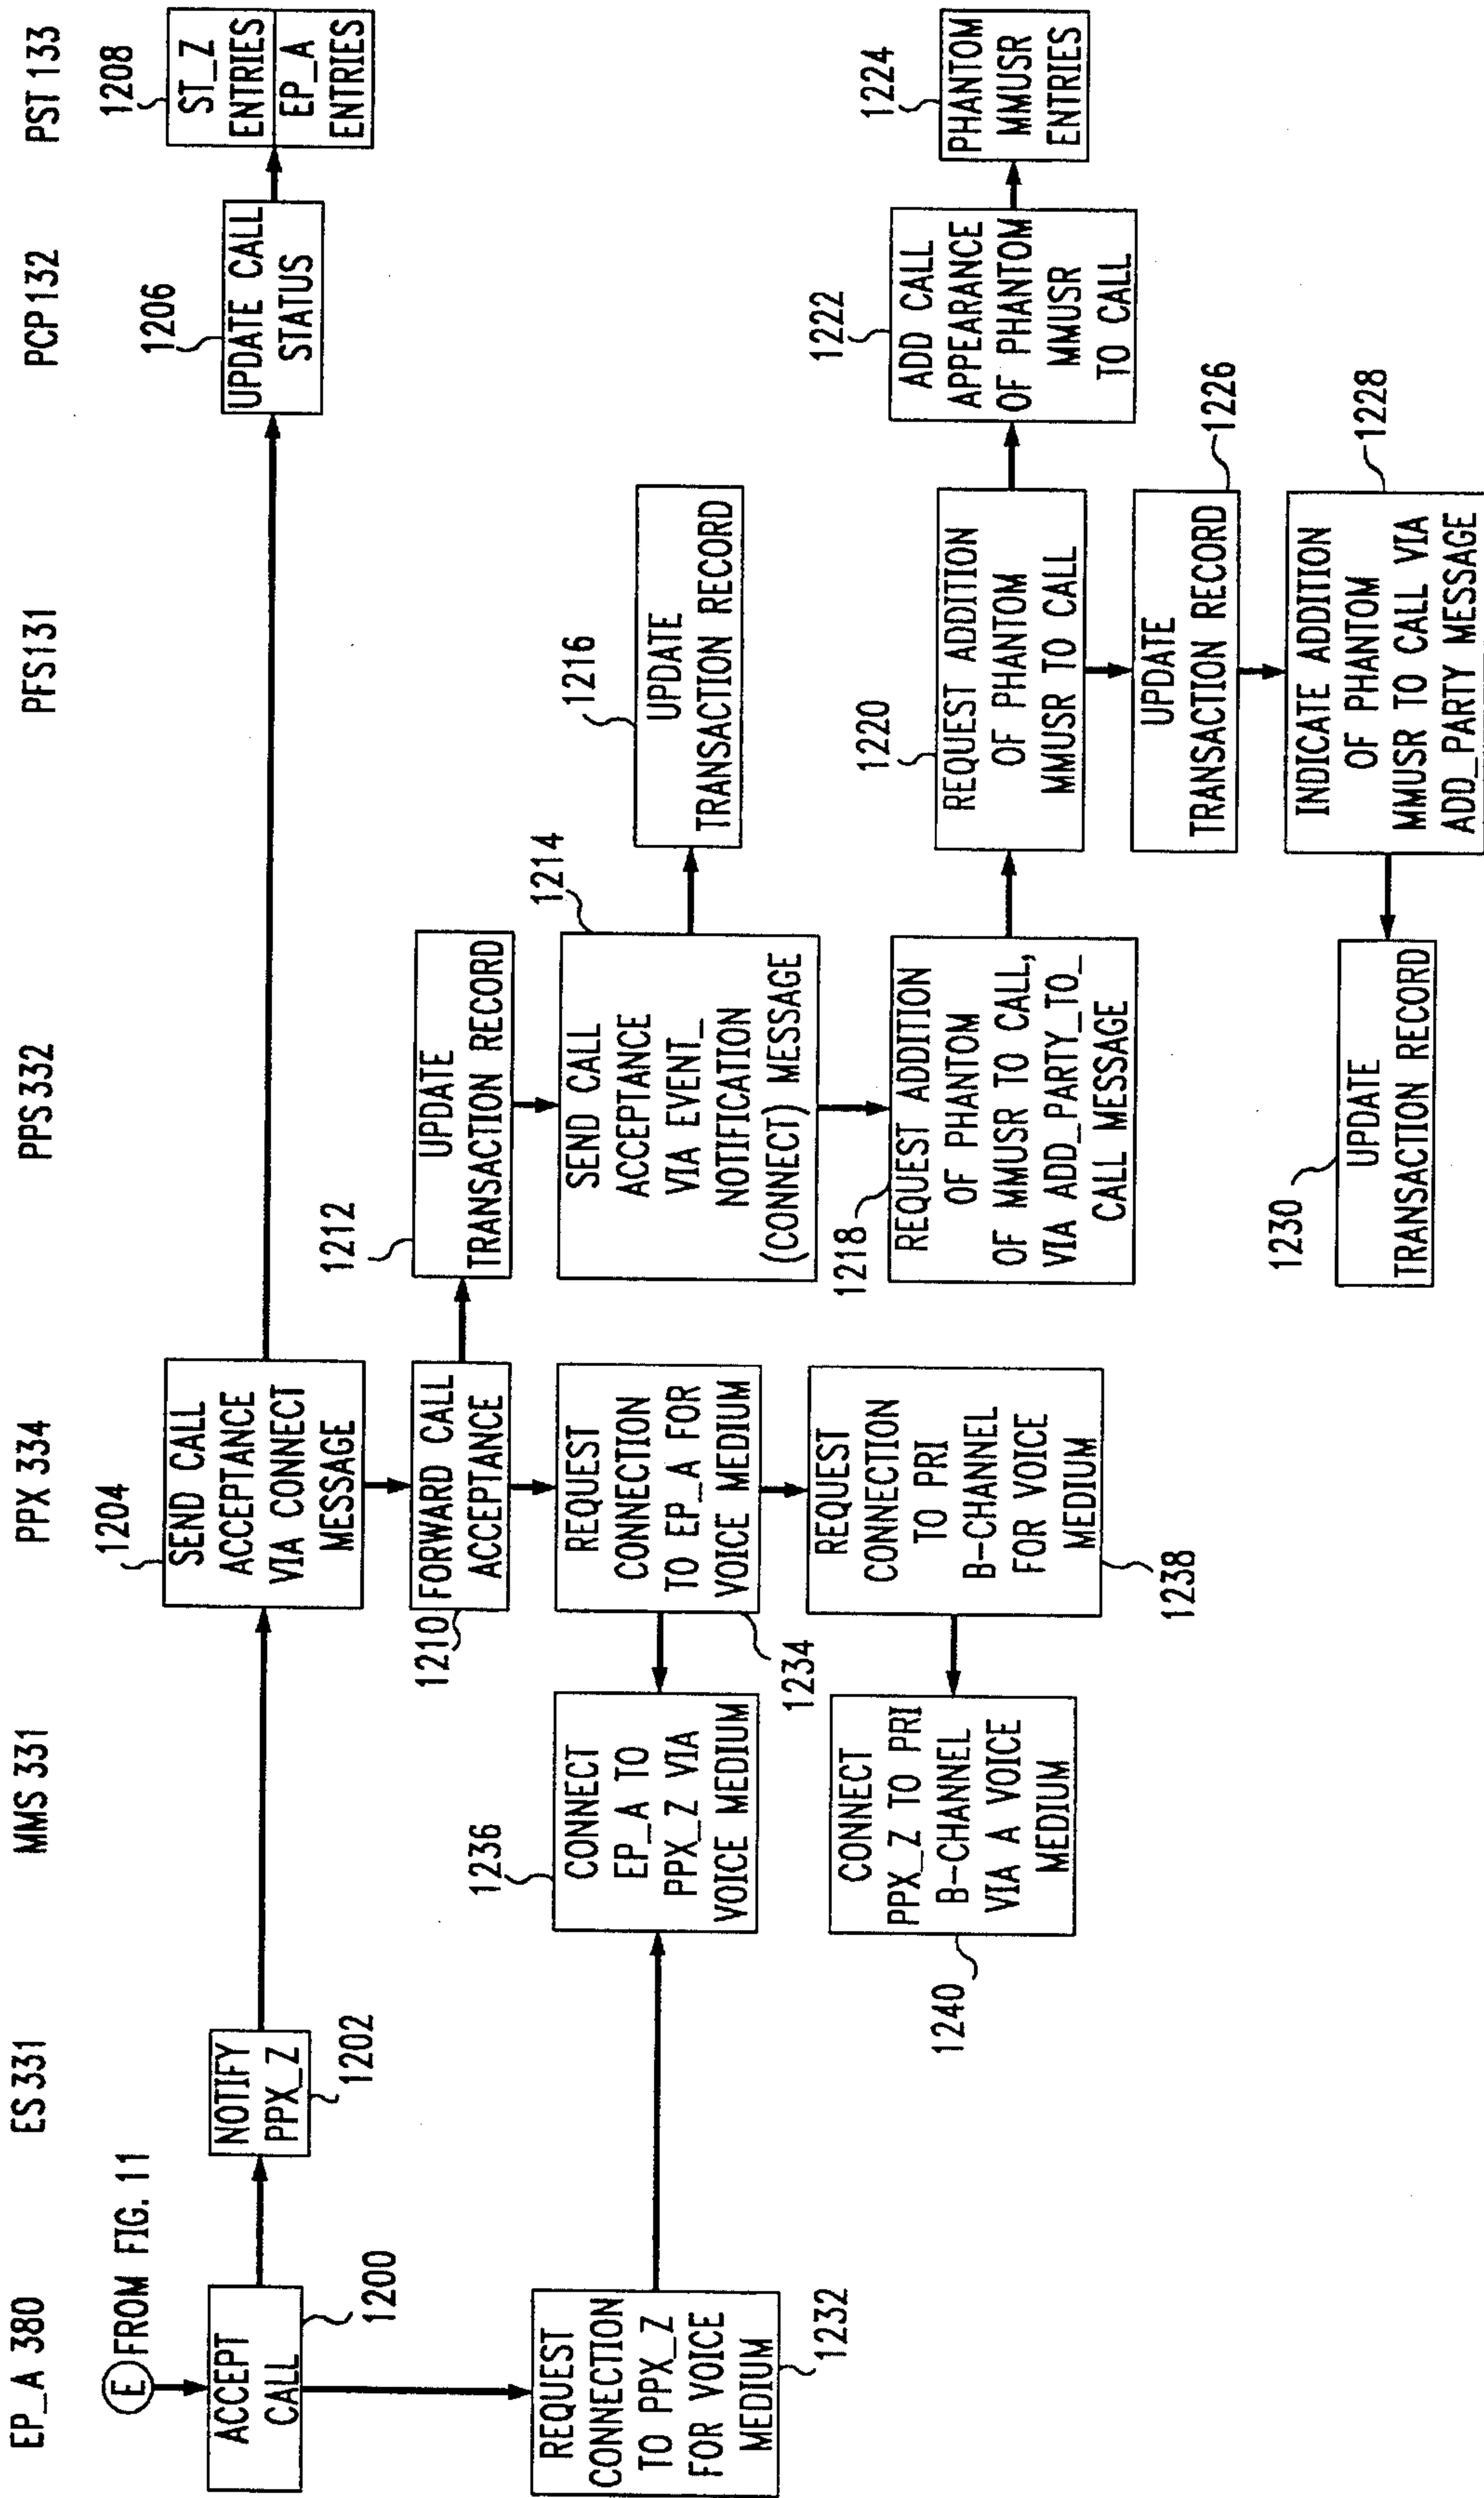 EP_A 380
ES 331
MMS 331
PPX 334
PPS 332
PFS131
PCP 132
PST 133
E
FROM FIG. 11
ACCEPT
CALL
1200
NOTIFY
PPX_Z
1202
1204
SEND CALL
ACCEPTANCE
VIA CONNECT
MESSAGE
1206
UPDATE CALL
STATUS
1208
ST_Z
ENTRIES
EP_A
ENTRIES
1210
FORWARD CALL
ACCEPTANCE
1212
UPDATE
TRANSACTION RECORD
1214
SEND CALL
ACCEPTANCE
VIA EVENT_
NOTIFICATION
(CONNECT) MESSAGE
1216
UPDATE
TRANSACTION RECORD
1218
REQUEST ADDITION
OF PHANTOM
OF MMUSR TO CALL,
VIA ADD_PARTY_TO_
CALL MESSAGE
1220
REQUEST ADDITION
OF PHANTOM
MMUSR TO CALL
1222
ADD CALL
APPEARANCE
OF PHANTOM
MMUSR
TO CALL
1224
PHANTOM
MMUSR
ENTRIES
UPDATE
TRANSACTION RECORD
1226
INDICATE ADDITION
OF PHANTOM
MMUSR TO CALL VIA
ADD_PARTY MESSAGE
1228
1230
UPDATE
TRANSACTION RECORD
REQUEST
CONNECTION
TO PPX_Z
FOR VOICE
MEDIUM
1232
REQUEST
CONNECTION
TO EP_A FOR
VOICE MEDIUM
1234
1236
CONNECT
EP_A TO
PPX_Z VIA
VOICE MEDIUM
REQUEST
CONNECTION
TO PRI
B-CHANNEL
FOR VOICE
MEDIUM
1238
CONNECT
PPX_Z TO PRI
B-CHANNEL
VIA A VOICE
MEDIUM
1240